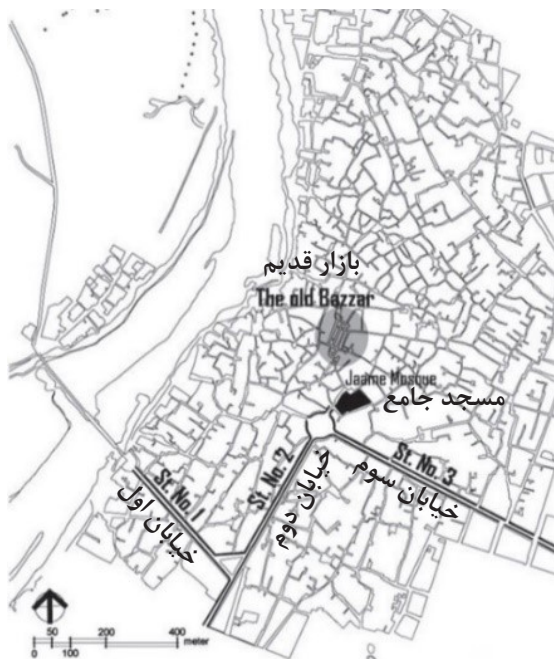 بازار قدیم
The old Bazzar
Jaame Mosque
مسجد جامع
St. No. 1
خیابان اول
St. No. 2
خیابان دوم
St. No. 3
خیابان سوم
50 200 400
meter
0 100